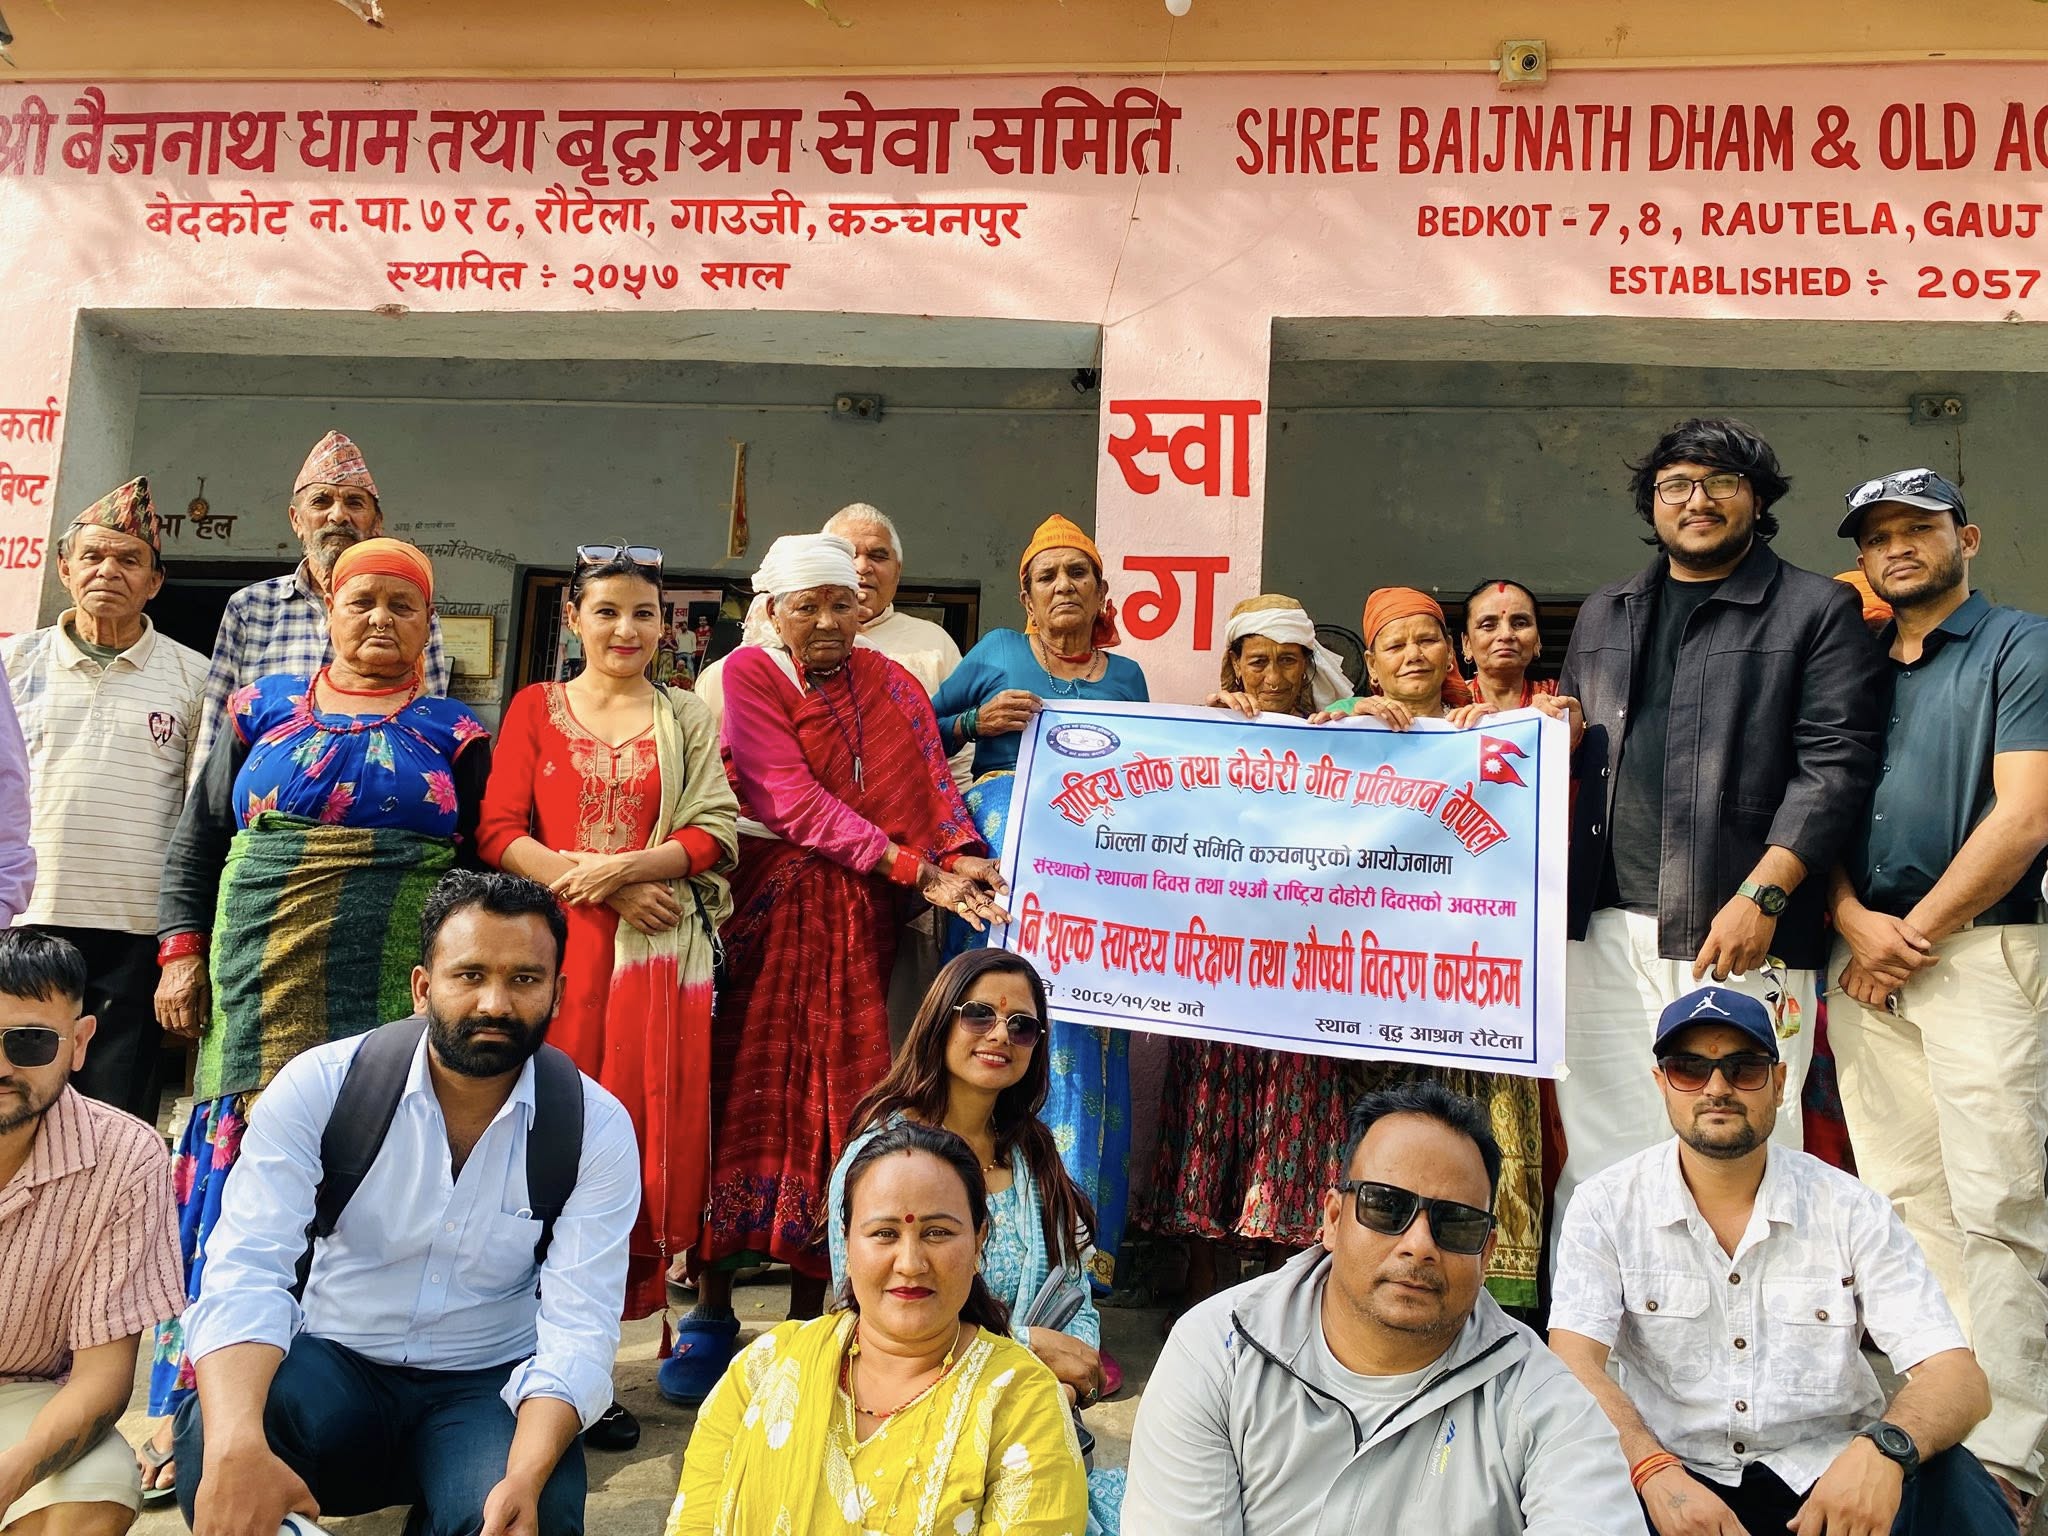 श्री बैजनाथ धाम तथा बृद्धाश्रम सेवा समिति
बेदकोट न.पा. ७ र ८, रौटेला, गाउजी, कञ्चनपुर
स्थापित ÷ २०५७ साल
SHREE BAIJNATH DHAM & OLD AG
BEDKOT - 7, 8, RAUTELA, GAUJ
ESTABLISHED ÷ 2057
कर्ता
बिष्ट
6125
भा हल
स्वा
ग
राष्ट्रिय लोक तथा दोहोरी गीत प्रतिष्ठान नेपाल
जिल्ला कार्य समिति कञ्चनपुरको आयोजनामा
संस्थाको स्थापना दिवस तथा २५औं राष्ट्रिय दोहोरी दिवसको अवसरमा
नि:शुल्क स्वास्थ्य परिक्षण तथा औषधी वितरण कार्यक्रम
ति : २०८२/११/२९ गते
स्थान : बृद्ध आश्रम रौटेला